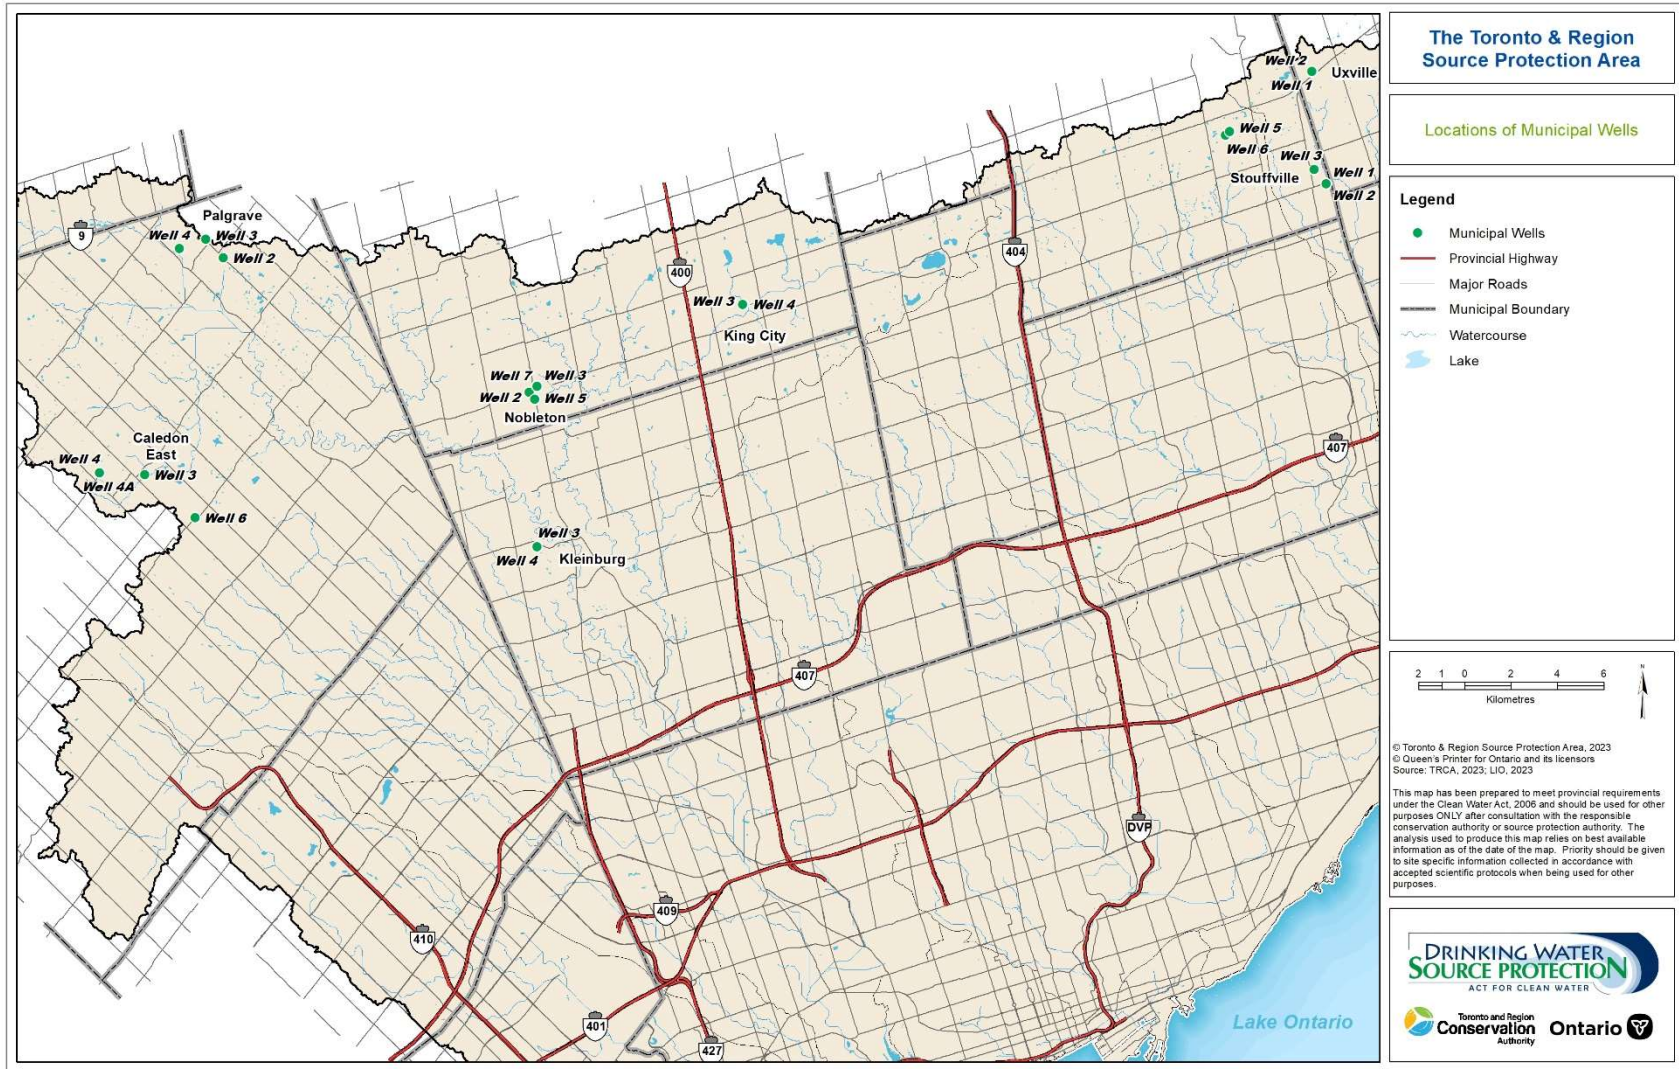 The Toronto & Region
Source Protection Area
Locations of Municipal Wells
Legend
Municipal Wells
Provincial Highway
Major Roads
Municipal Boundary
Watercourse
Lake
2 1 0 2 4 6
Kilometres
N
© Toronto & Region Source Protection Area, 2023
© Queen's Printer for Ontario and its licensors
Source: TRCA, 2023; LIO, 2023
This map has been prepared to meet provincial requirements
under the Clean Water Act, 2006 and should be used for other
purposes ONLY after consultation with the responsible
conservation authority or source protection authority. The
analysis used to produce this map relies on best available
information as of the date of the map. Priority should be given
to site specific information collected in accordance with
accepted scientific protocols when being used for other
purposes.
DRINKING WATER
SOURCE PROTECTION
ACT FOR CLEAN WATER
Toronto and Region
Conservation
Authority
Ontario
Well 2
Uxville
Well 1
Well 5
Well 6
Well 3
Stouffville
Well 1
Well 2
Palgrave
9
Well 4
Well 3
Well 2
400
404
Well 3
Well 4
King City
Well 7
Well 3
Well 2
Well 5
Nobleton
Caledon
East
Well 4
Well 4A
Well 3
Well 6
407
Well 3
Well 4
Kleinburg
407
DVP
409
410
401
427
Lake Ontario